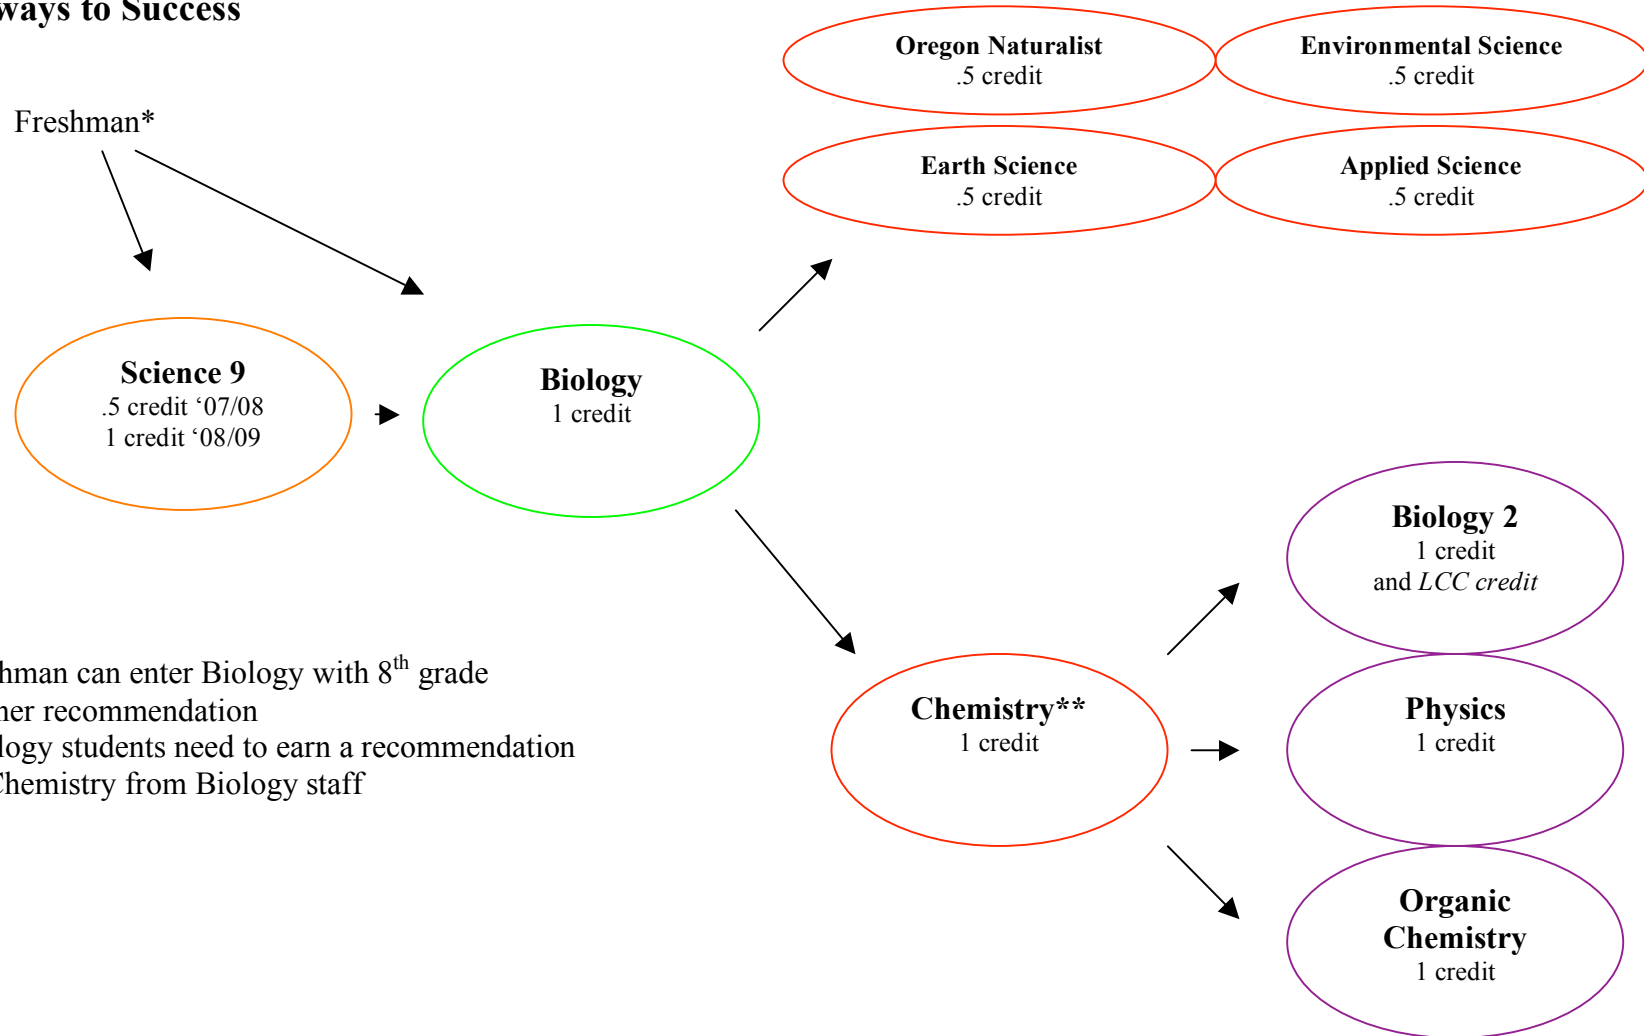 ways to Success
Freshman*
Oregon Naturalist
.5 credit
Environmental Science
.5 credit
Earth Science
.5 credit
Applied Science
.5 credit
Science 9
.5 credit ‘07/08
1 credit ‘08/09
Biology
1 credit
Biology 2
1 credit
and LCC credit
Chemistry**
1 credit
Physics
1 credit
Organic
Chemistry
1 credit
hman can enter Biology with 8th grade
her recommendation
logy students need to earn a recommendation
Chemistry from Biology staff